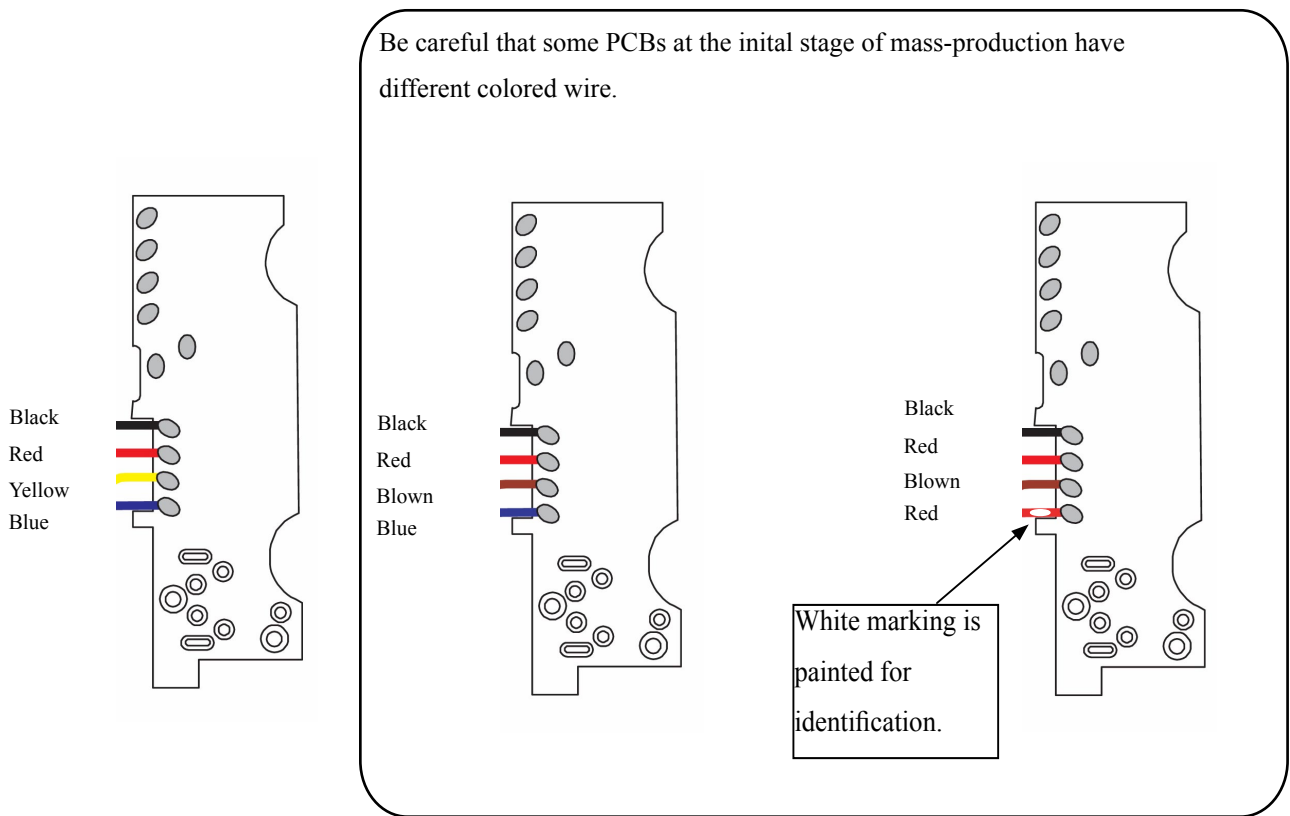 Be careful that some PCBs at the inital stage of mass-production have
different colored wire.
Black
Red
Yellow
Blue
Black
Red
Blown
Blue
Black
Red
Blown
Red
White marking is
painted for
identification.